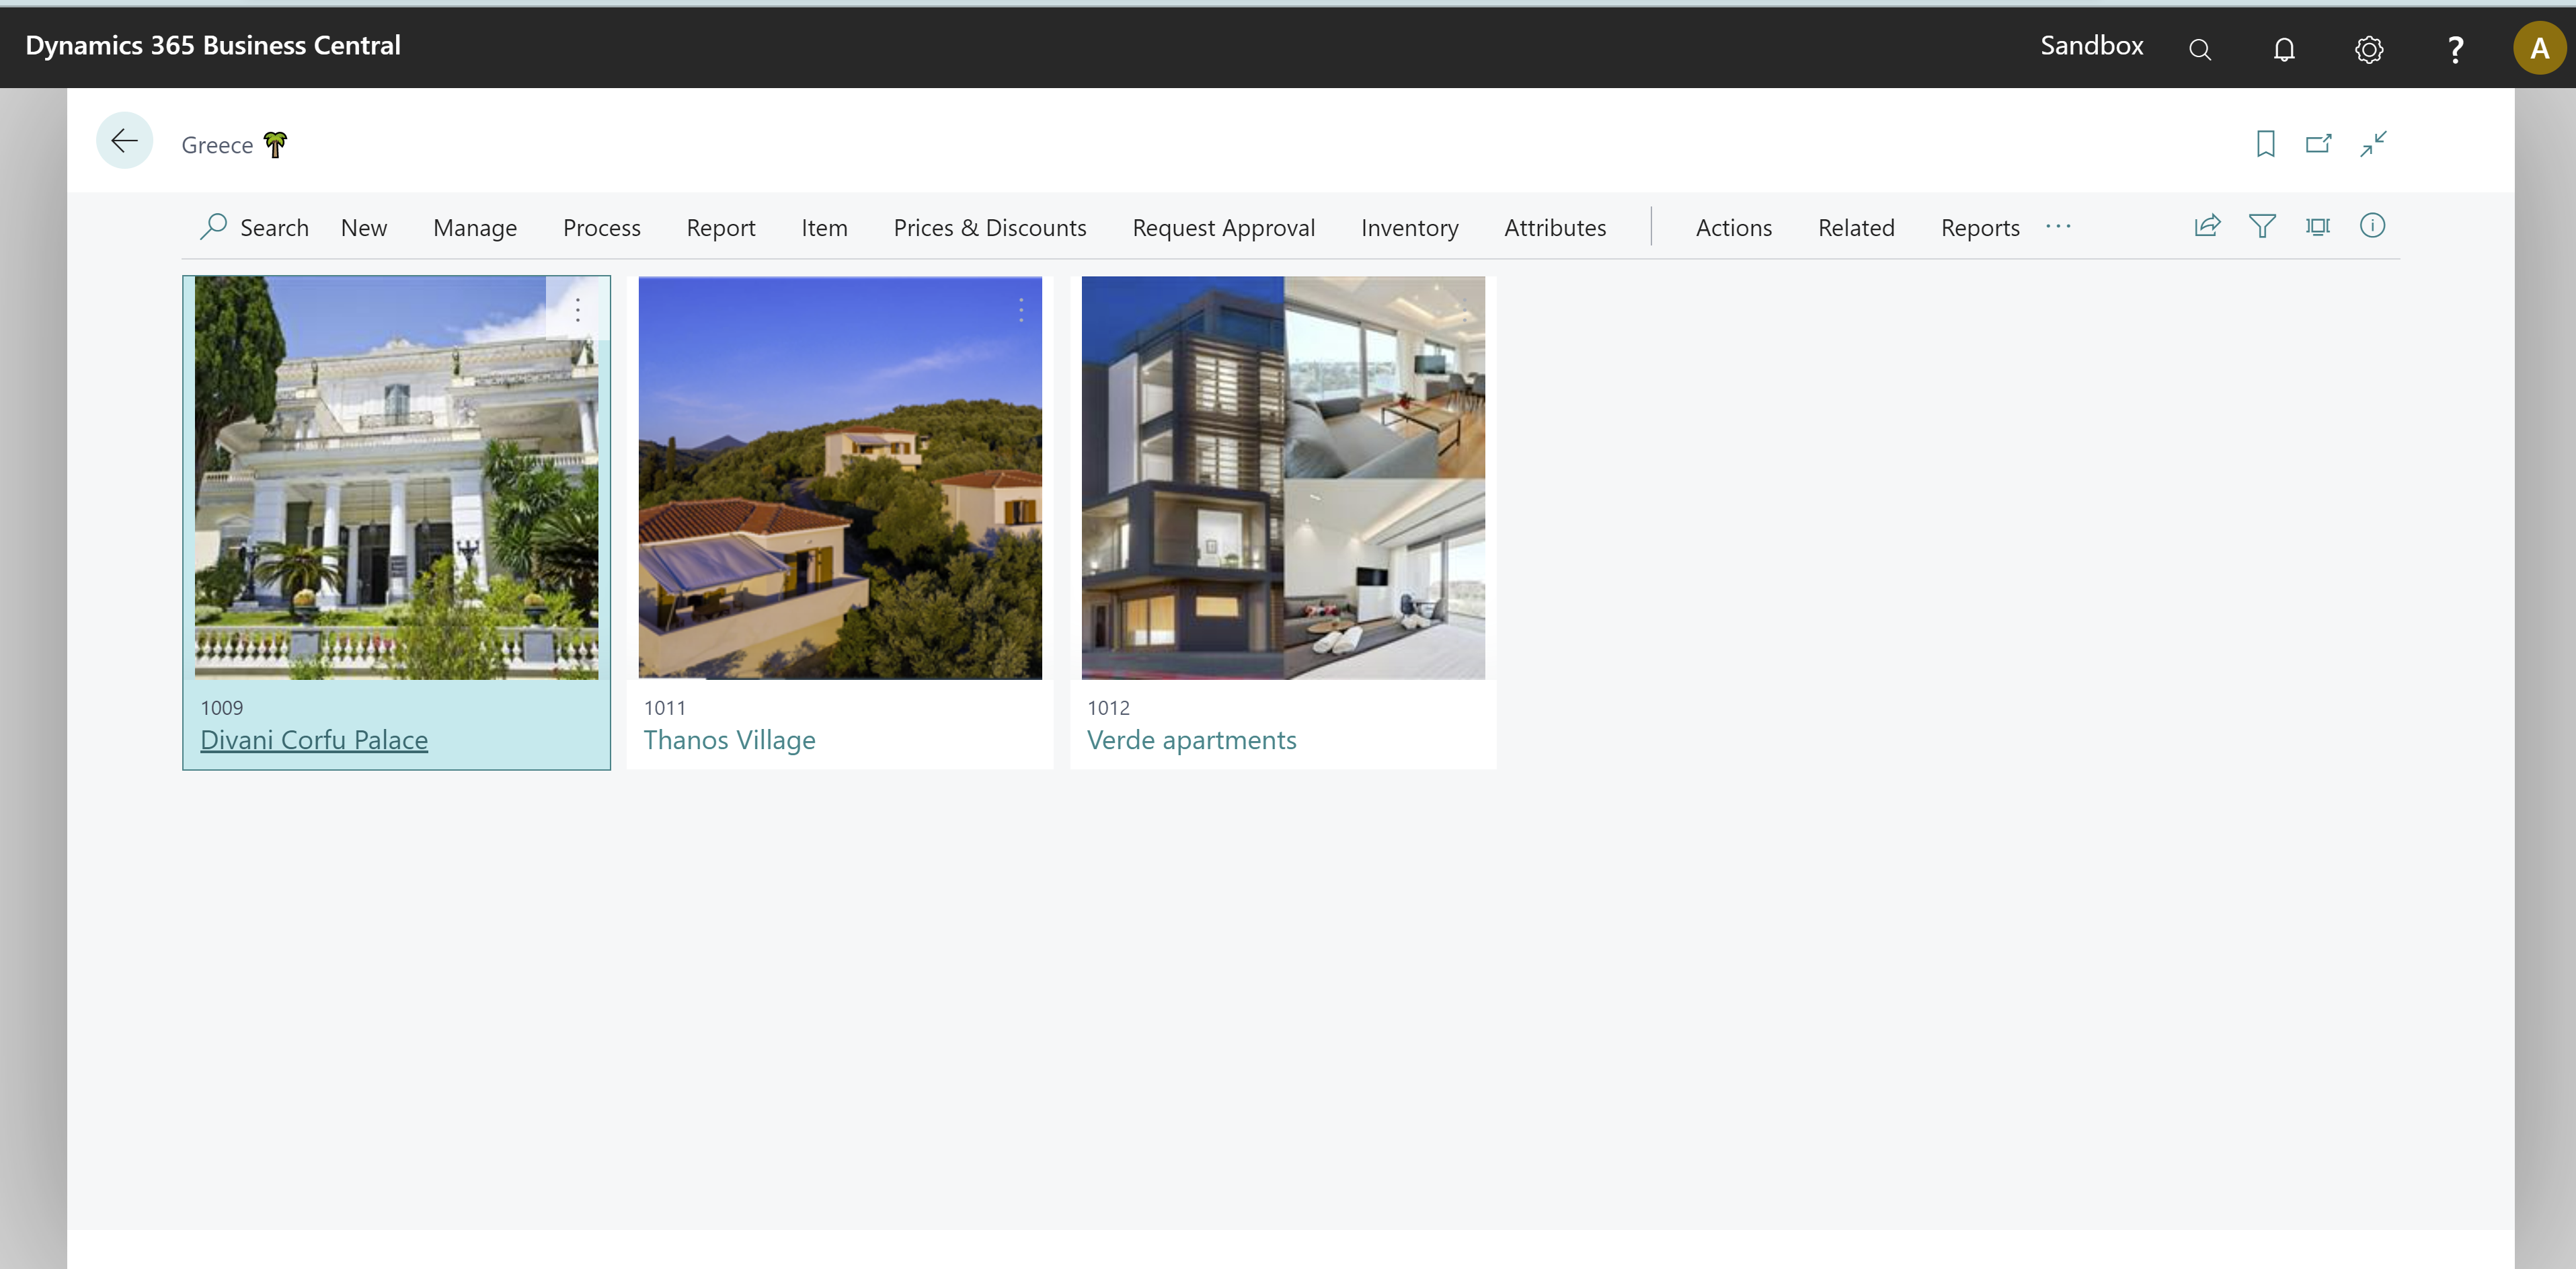 Dynamics 365 Business Central
Sandbox
?
A
Greece 🌴
Search New Manage Process Report Item Prices & Discounts Request Approval Inventory Attributes Actions Related Reports ...
1009
Divani Corfu Palace
1011
Thanos Village
1012
Verde apartments